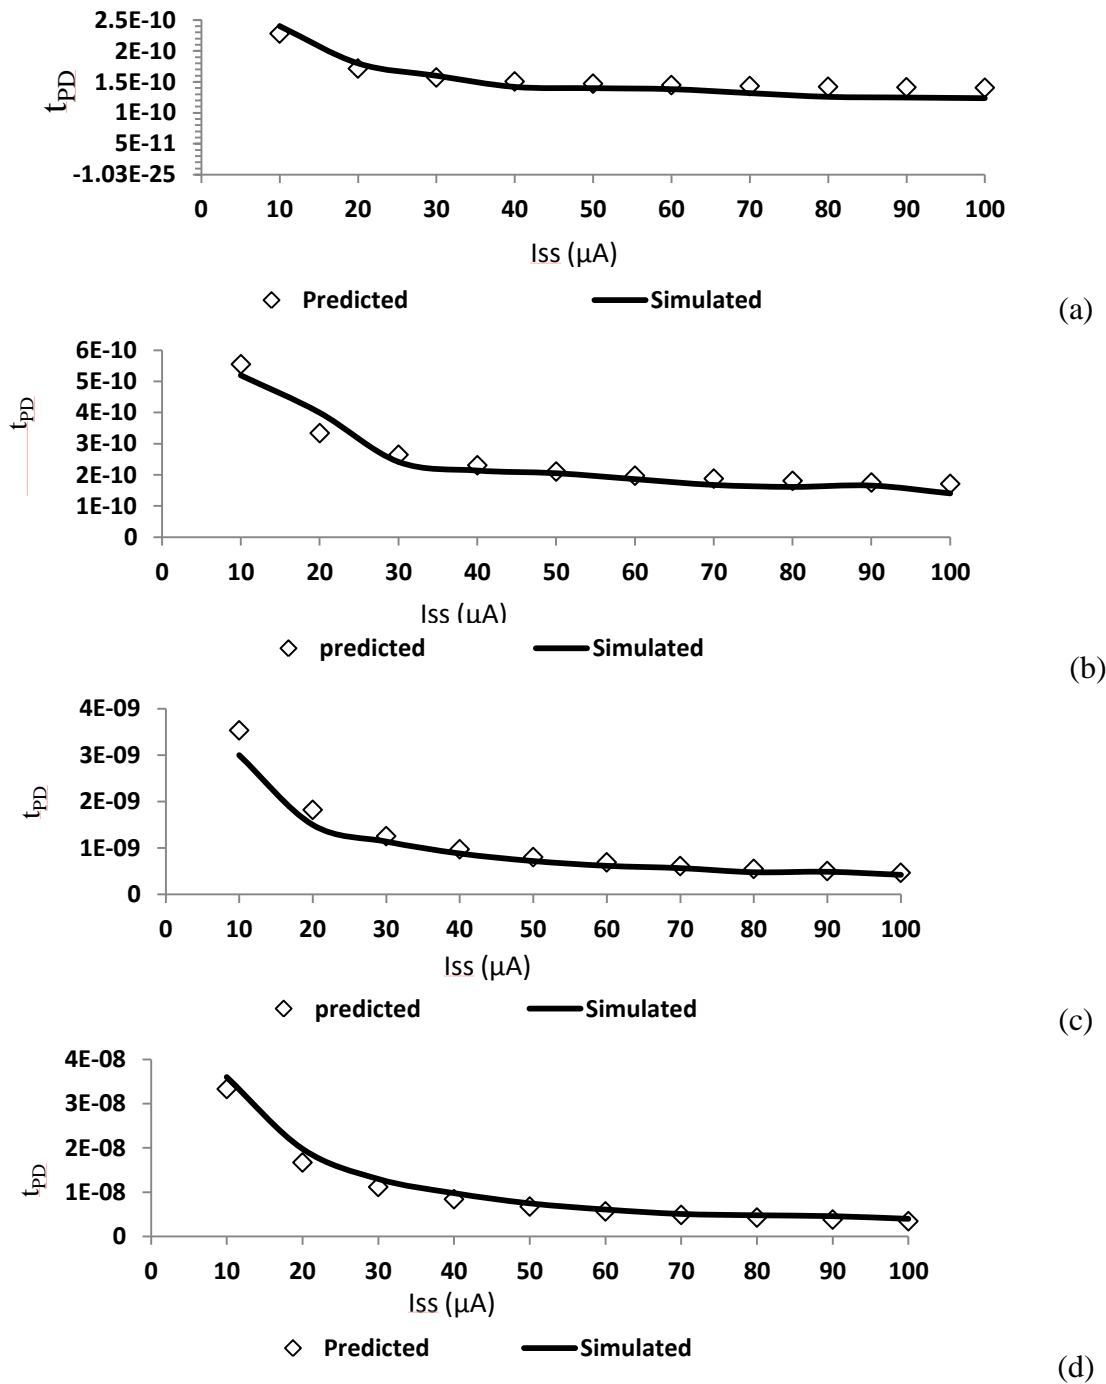 2.5E-10
2E-10
1.5E-10
1E-10
5E-11
-1.03E-25
tPD
0 10 20 30 40 50 60 70 80 90 100
Iss (µA)
Predicted Simulated
(a)
6E-10
5E-10
4E-10
3E-10
2E-10
1E-10
0
tPD
0 10 20 30 40 50 60 70 80 90 100
Iss (µA)
predicted Simulated
(b)
4E-09
3E-09
2E-09
1E-09
0
tPD
0 10 20 30 40 50 60 70 80 90 100
Iss (µA)
predicted Simulated
(c)
4E-08
3E-08
2E-08
1E-08
0
tPD
0 10 20 30 40 50 60 70 80 90 100
Iss (µA)
Predicted Simulated
(d)